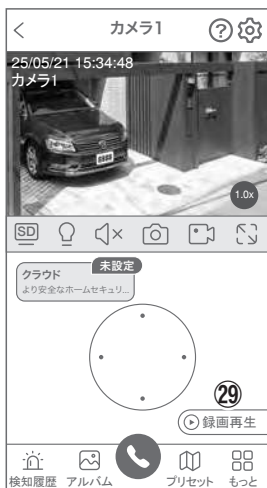 カメラ1
25/05/21 15:34:48
カメラ1
1.0x
SD
未設定
クラウド
より安全なホームセキュリ...
㉙
録画再生
検知履歴 アルバム プリセット もっと